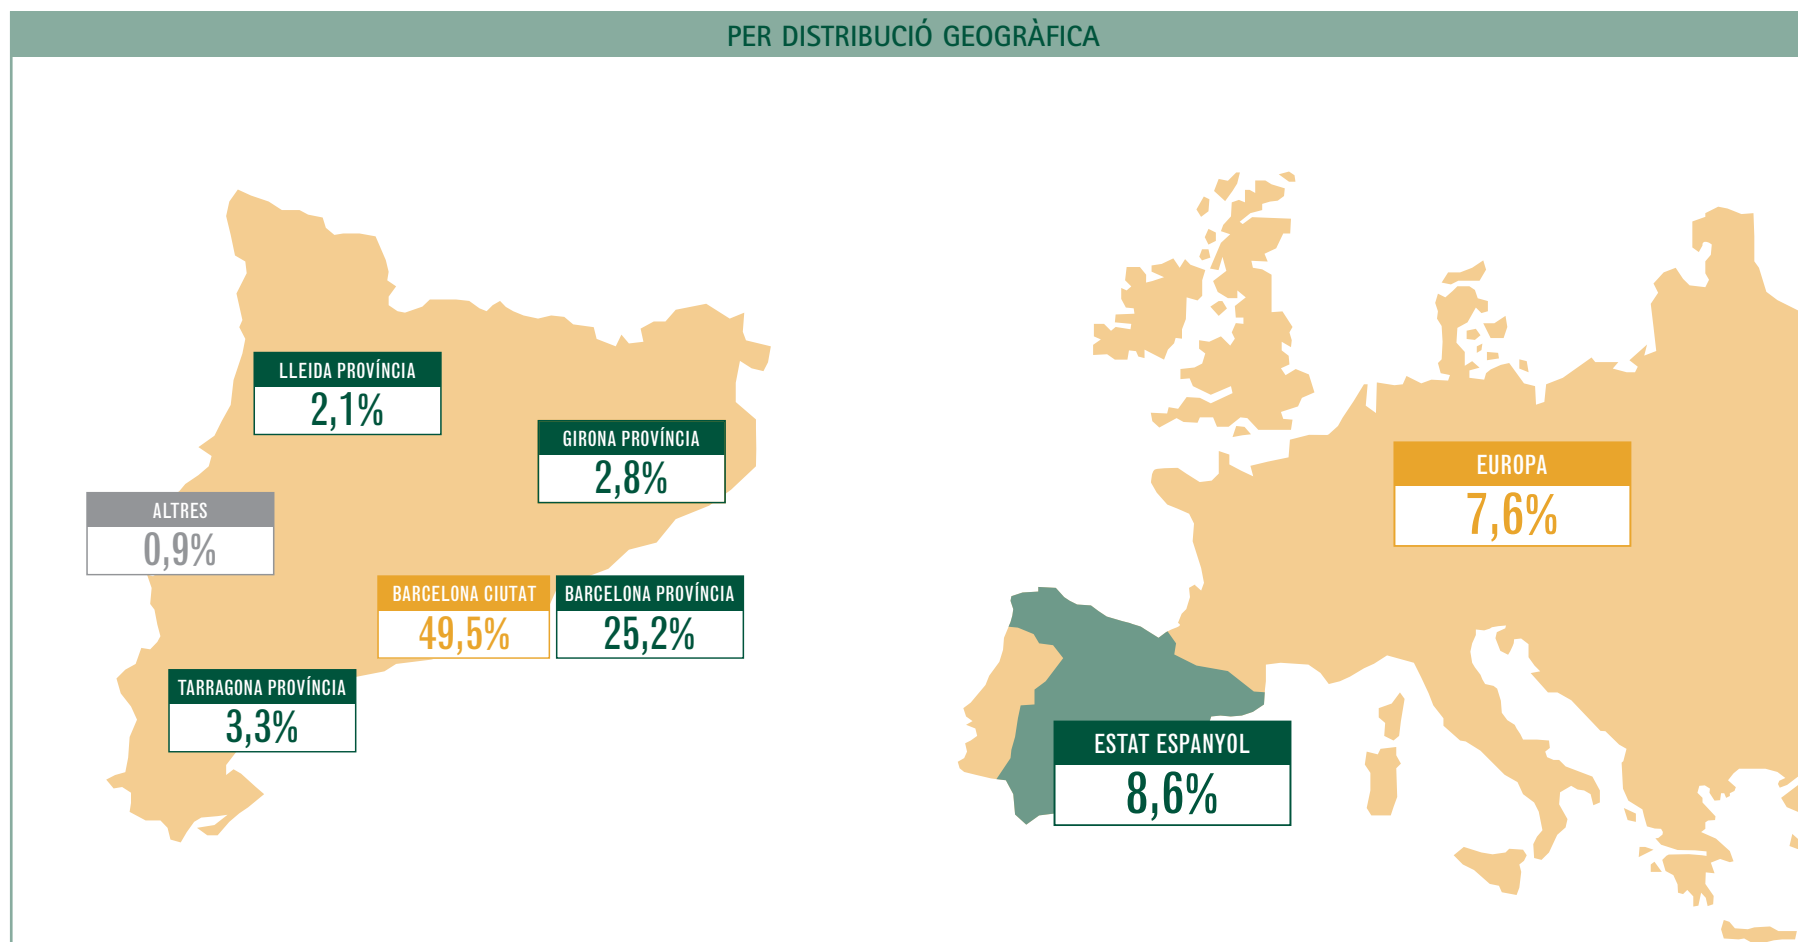 PER DISTRIBUCIÓ GEOGRÀFICA
LLEIDA PROVÍNCIA
2,1%
GIRONA PROVÍNCIA
2,8%
ALTRES
0,9%
BARCELONA CIUTAT
49,5%
BARCELONA PROVÍNCIA
25,2%
TARRAGONA PROVÍNCIA
3,3%
EUROPA
7,6%
ESTAT ESPANYOL
8,6%